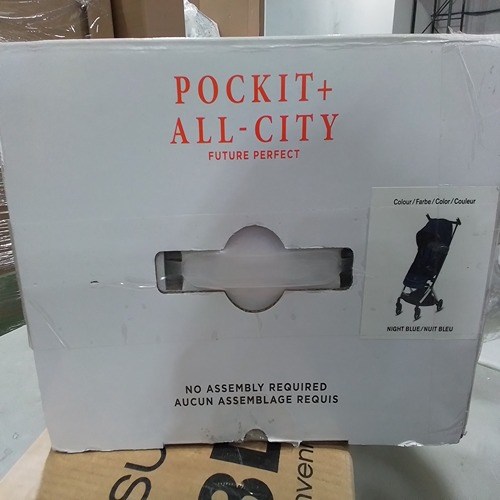 POCKIT+
ALL-CITY
FUTURE PERFECT
Colour/Farbe/Color/Couleur
NIGHT BLUE/NUIT BLEU
NO ASSEMBLY REQUIRED
AUCUN ASSEMBLAGE REQUIS